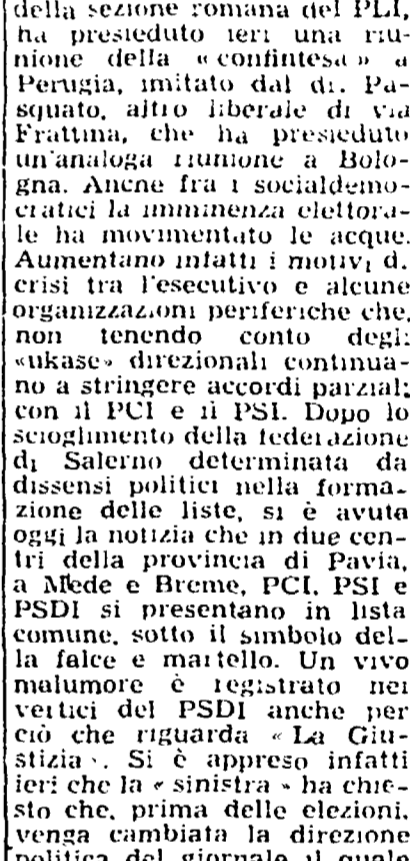 della sezione romana del PLI,
ha presieduto ieri una riu-
nione della «confintesa» a
Perugia, imitato dal dr. Pa-
squato, altro liberale di via
Frattina, che ha presieduto
un'analoga riunione a Bolo-
gna. Anche fra i socialdemo-
cratici la imminenza elettora-
le ha movimentato le acque.
Aumentano infatti i motivi di
crisi tra l'esecutivo e alcune
organizzazioni periferiche che,
non tenendo conto degli
«ukase» direzionali continua-
no a stringere accordi parziali
con il PCI e il PSI. Dopo lo
scioglimento della federazione
di Salerno determinata da
dissensi politici nella forma-
zione delle liste, si è avuta
oggi la notizia che in due cen-
tri della provincia di Pavia,
a Mede e Breme, PCI, PSI e
PSDI si presentano in lista
comune, sotto il simbolo del-
la falce e martello. Un vivo
malumore è registrato nei
vertici del PSDI anche per
ciò che riguarda «La Giu-
stizia». Si è appreso infatti
ieri che la «sinistra» ha chie-
sto che, prima delle elezioni,
venga cambiata la direzione
politica del giornale il quale